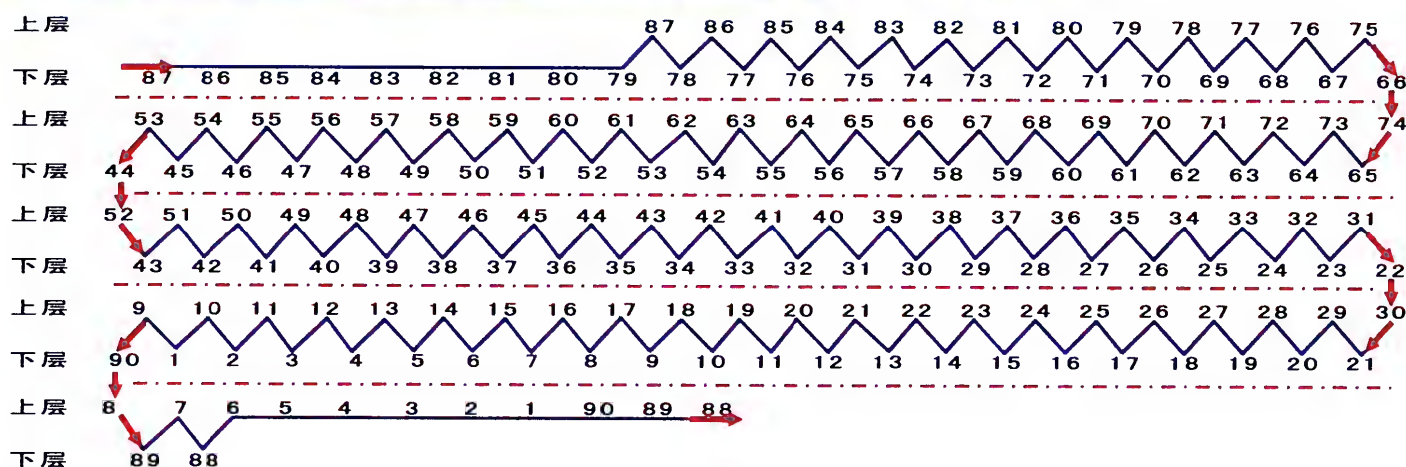 上层 87 86 85 84 83 82 81 80 79 78 77 76 75
下层 87 86 85 84 83 82 81 80 79 78 77 76 75 74 73 72 71 70 69 68 67 66
上层 53 54 55 56 57 58 59 60 61 62 63 64 65 66 67 68 69 70 71 72 73 74
下层 44 45 46 47 48 49 50 51 52 53 54 55 56 57 58 59 60 61 62 63 64 65
上层 52 51 50 49 48 47 46 45 44 43 42 41 40 39 38 37 36 35 34 33 32 31
下层 43 42 41 40 39 38 37 36 35 34 33 32 31 30 29 28 27 26 25 24 23 22
上层 9 10 11 12 13 14 15 16 17 18 19 20 21 22 23 24 25 26 27 28 29 30
下层 90 1 2 3 4 5 6 7 8 9 10 11 12 13 14 15 16 17 18 19 20 21
上层 8 7 6 5 4 3 2 1 90 89 88
下层 89 88